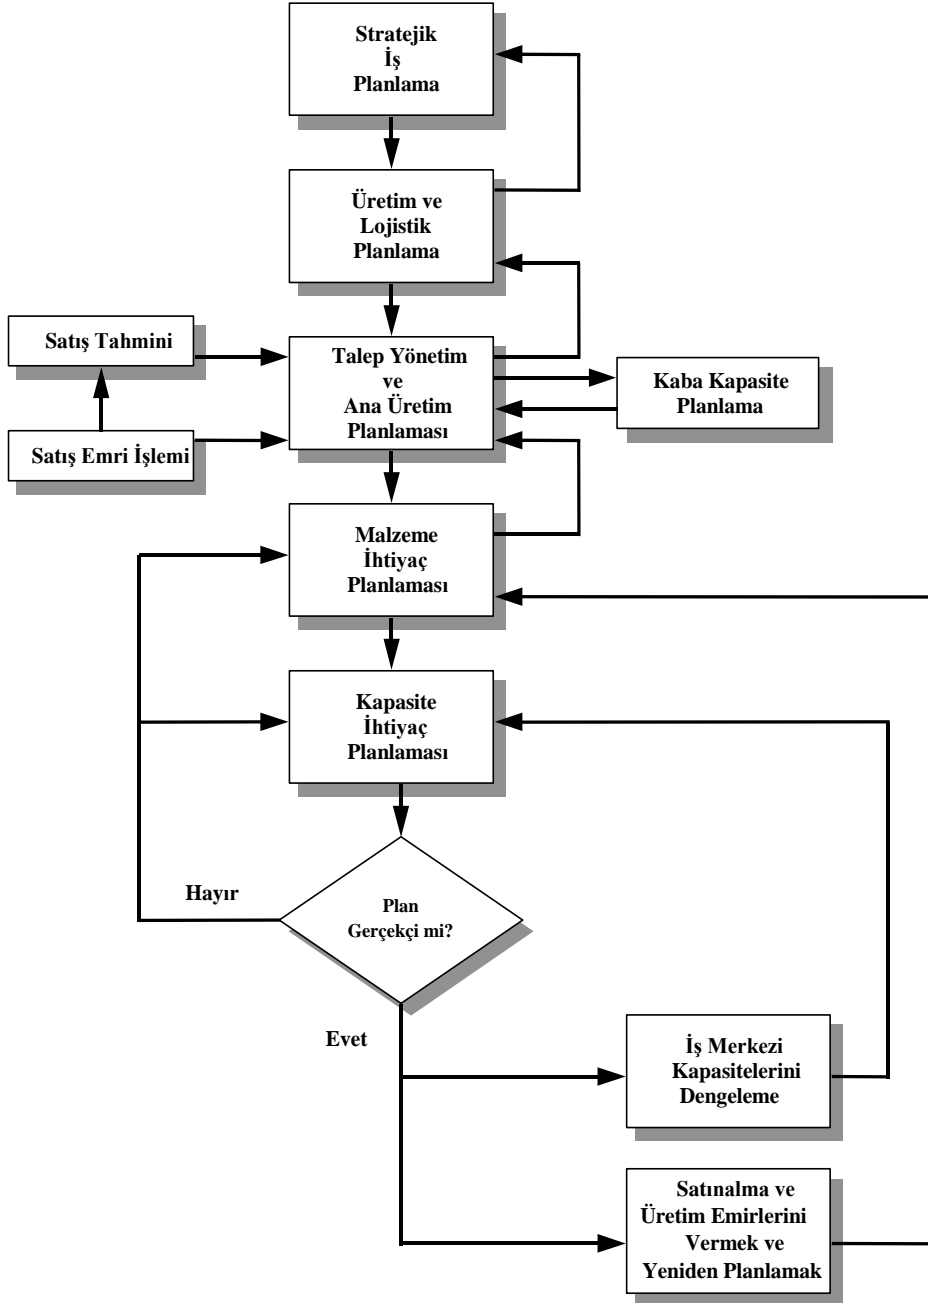 Stratejik
İş
Planlama
Üretim ve
Lojistik
Planlama
Satış Tahmini
Talep Yönetim
ve
Ana Üretim
Planlaması
Kaba Kapasite
Planlama
Satış Emri İşlemi
Malzeme
İhtiyaç
Planlaması
Kapasite
İhtiyaç
Planlaması
Hayır
Plan
Gerçekçi mi?
Evet
İş Merkezi
Kapasitelerini
Dengeleme
Satınalma ve
Üretim Emirlerini
Vermek ve
Yeniden Planlamak